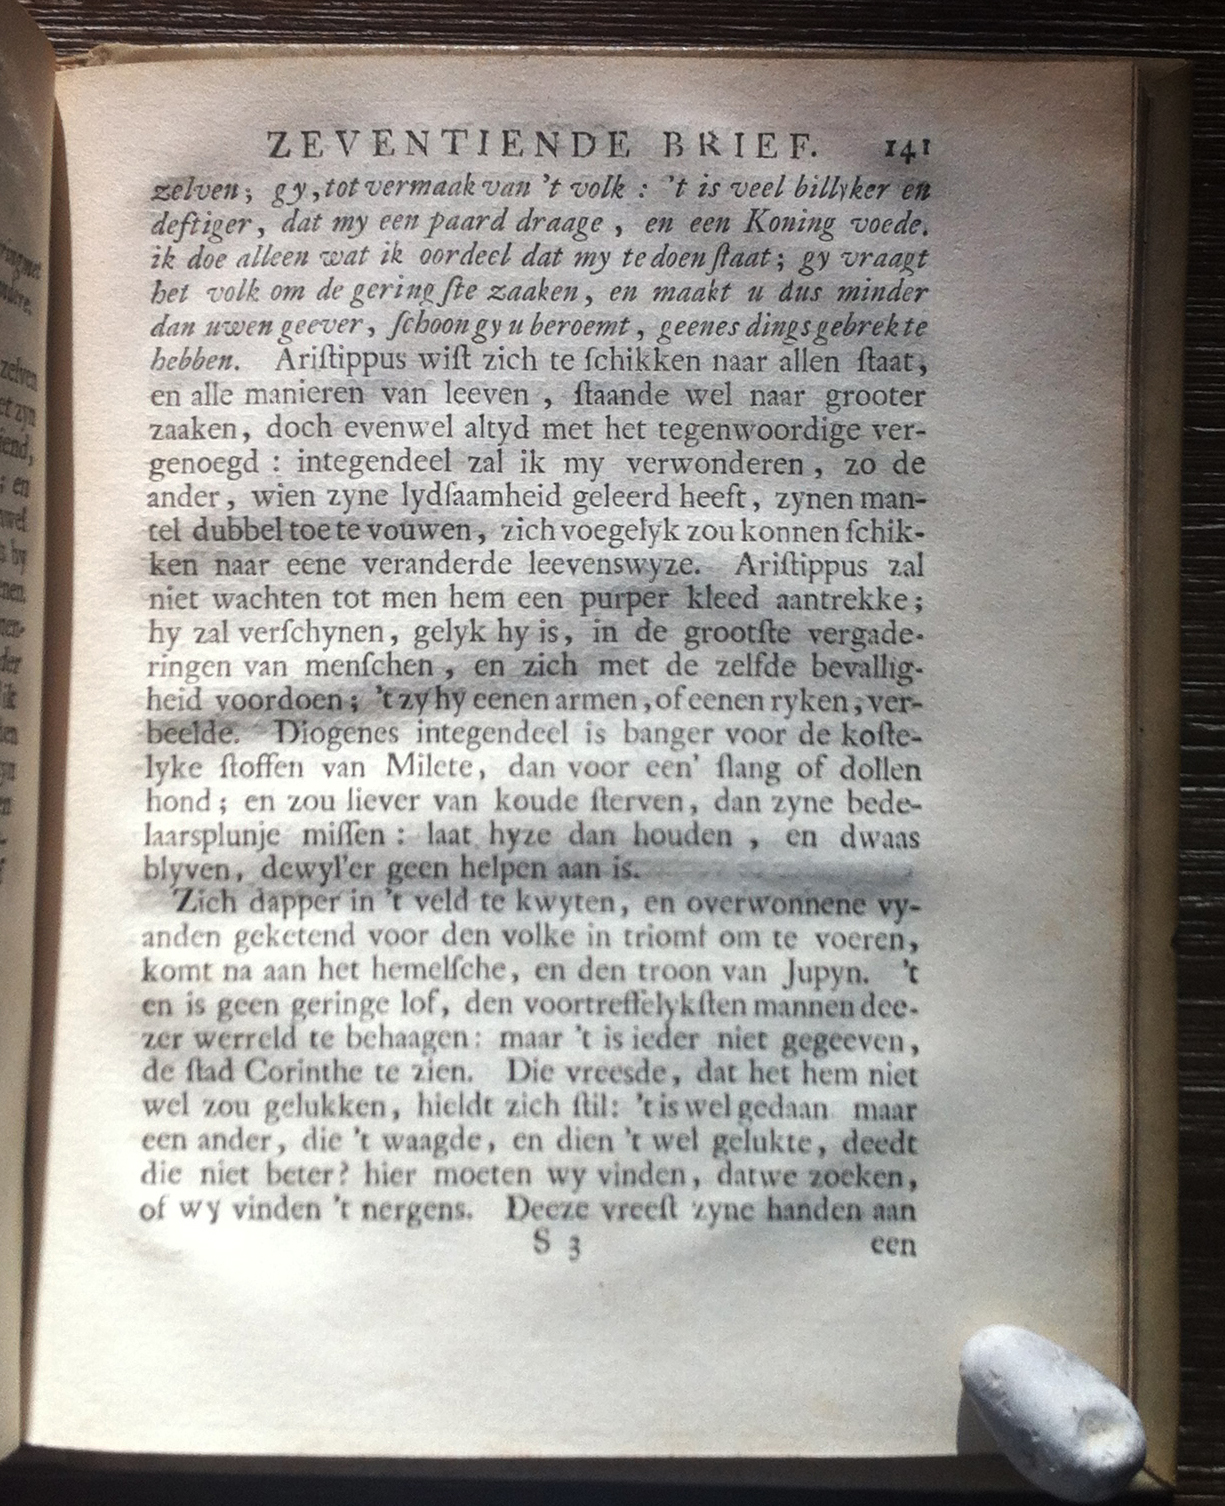 ZEVENTIENDE BRIEF. 141
zelven; gy, tot vermaak van 't volk: 't is veel billyker en
deftiger, dat my een paard draage, en een Koning voede.
ik doe alleen wat ik oordeel dat my te doen ſtaat; gy vraagt
het volk om de geringſte zaaken, en maakt u dus minder
dan uwen geever, ſchoon gy u beroemt, geenes dings gebrek te
hebben. Ariſtippus wiſt zich te ſchikken naar allen ſtaat,
en alle manieren van leeven, ſtaande wel naar grooter
zaaken, doch evenwel altyd met het tegenwoordige ver-
genoegd: integendeel zal ik my verwonderen, zo de
ander, wien zyne lydſaamheid geleerd heeft, zynen man-
tel dubbel toe te vouwen, zich voegelyk zou konnen ſchik-
ken naar eene veranderde leevenswyze. Ariſtippus zal
niet wachten tot men hem een purper kleed aantrekke;
hy zal verſchynen, gelyk hy is, in de grootſte vergade-
ringen van menſchen, en zich met de zelfde bevallig-
heid voordoen; 't zy hy eenen armen, of eenen ryken, ver-
beelde. Diogenes integendeel is banger voor de koſte-
lyke ſtoffen van Milete, dan voor een' ſlang of dollen
hond; en zou liever van koude ſterven, dan zyne bede-
laarsplunje miſſen: laat hyze dan houden, en dwaas
blyven, dewyl'er geen helpen aan is.
Zich dapper in 't veld te kwyten, en overwonnene vy-
anden geketend voor den volke in triomf om te voeren,
komt na aan het hemelſche, en den troon van Jupyn. 't
en is geen geringe lof, den voortreffelykſten mannen dee-
zer werreld te behaagen: maar 't is ieder niet gegeeven,
de ſtad Corinthe te zien. Die vreesde, dat het hem niet
wel zou gelukken, hieldt zich ſtil: 't is wel gedaan maar
een ander, die 't waagde, en dien 't wel gelukte, deedt
die niet beter? hier moeten wy vinden, datwe zoeken,
of wy vinden 't nergens. Deeze vreeſt zyne handen aan
S 3 een